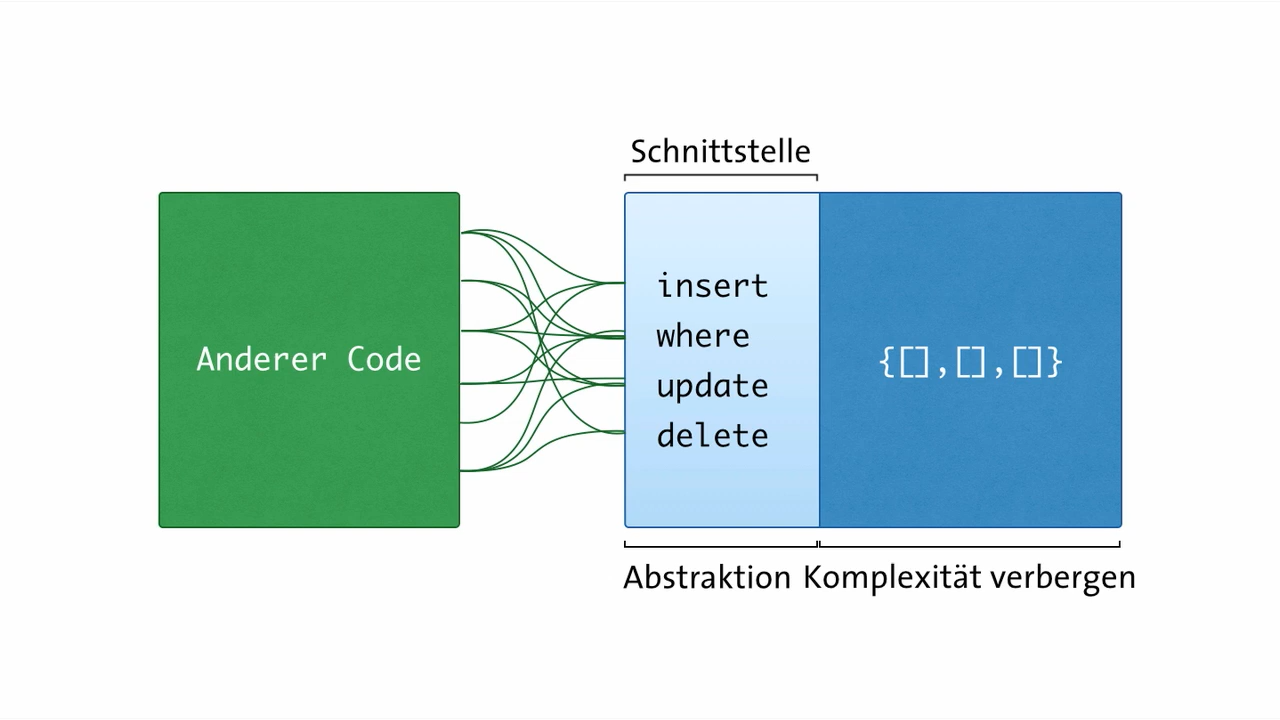 Schnittstelle
Anderer Code
insert
where
update
delete
{[],[],[]}
Abstraktion
Komplexität verbergen